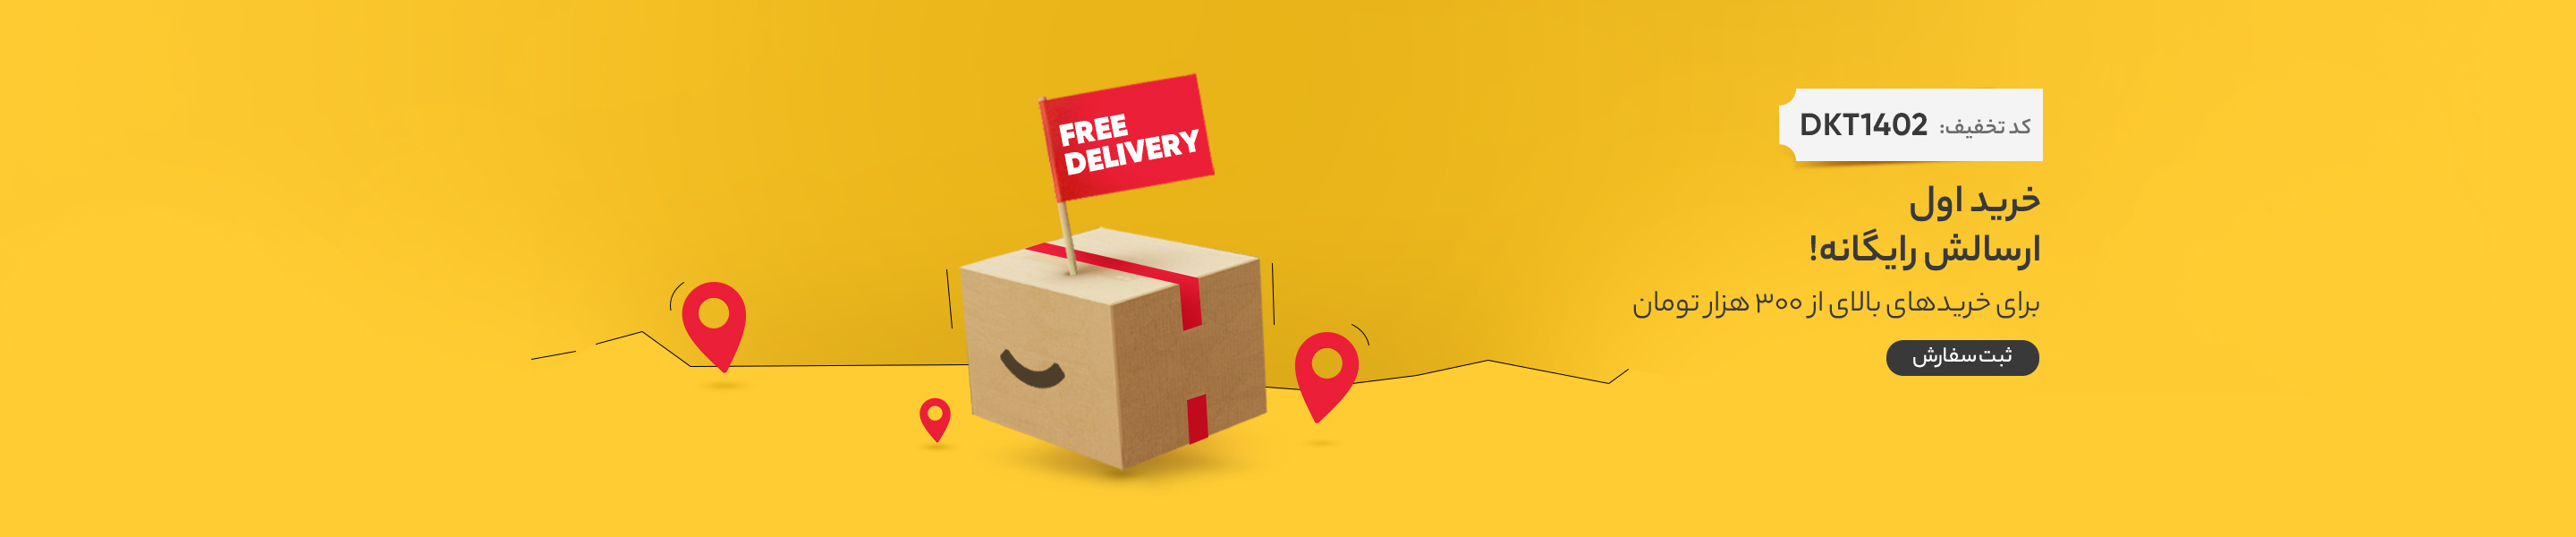 کد تخفیف: DKT1402
خرید اول
ارسالش رایگانه!
برای خریدهای بالای از ۳۰۰ هزار تومان
ثبت سفارش
FREE
DELIVERY